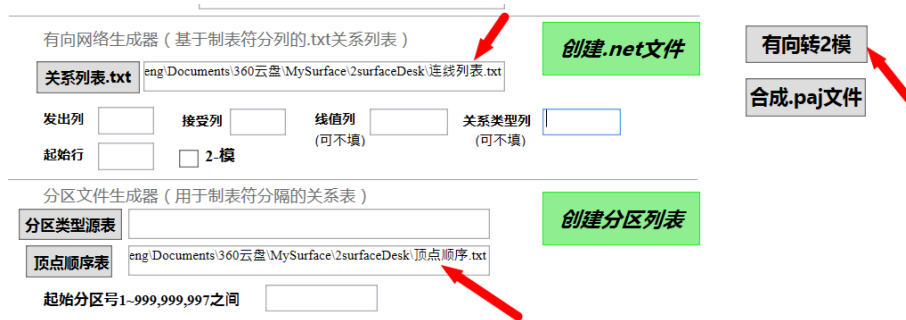 有向网络生成器（基于制表符分列的.txt关系列表）
创建.net文件
有向转2模
关系列表.txt
eng\Documents\360云盘\MySurface\2surfaceDesk\连线列表.txt
合成.paj文件
发出列
接受列
线值列
(可不填)
关系类型列
(可不填)
起始行
2-模
分区文件生成器（用于制表符分隔的关系表）
创建分区列表
分区类型源表
顶点顺序表
eng\Documents\360云盘\MySurface\2surfaceDesk\顶点顺序.txt
起始分区号1~999,999,997之间